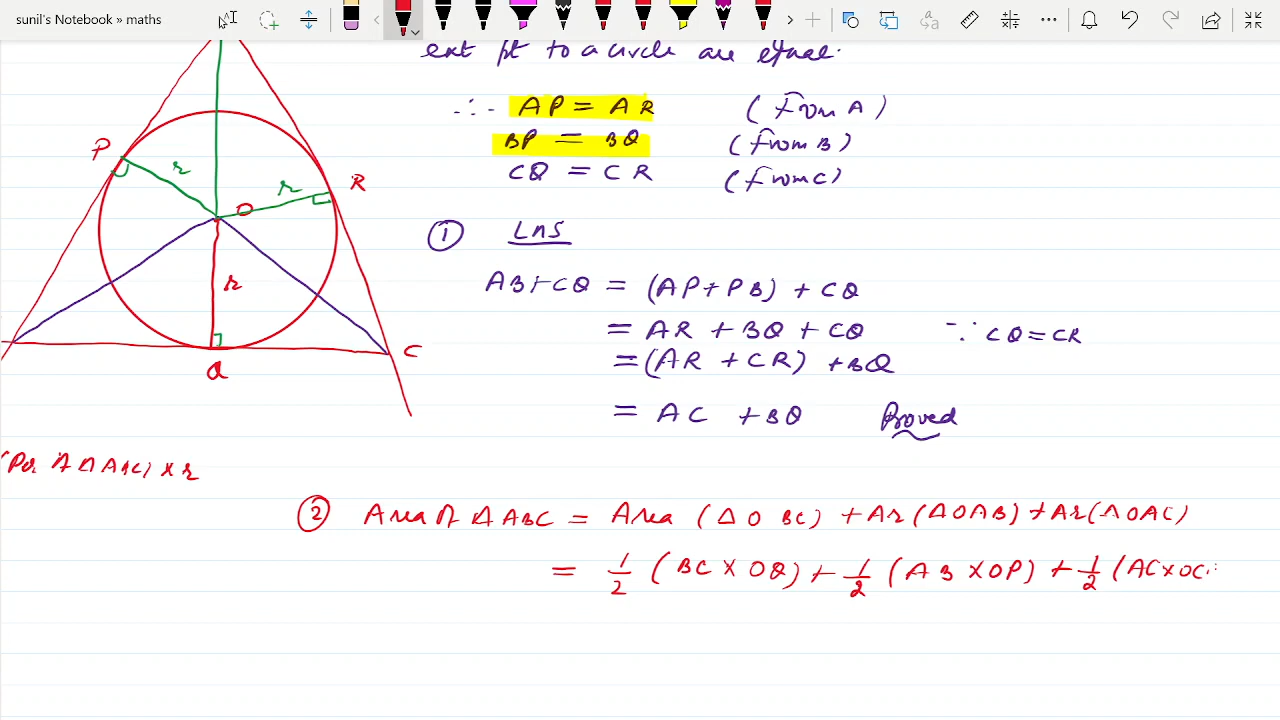 sunil's Notebook » maths
ext pt to a circle are equal.
∴ AP = AR (from A)
BP = BQ (from B)
CQ = CR (from C)
① LHS
AB+CQ = (AP+PB) + CQ
= AR + BQ + CQ ∵ CQ=CR
=(AR + CR) +BQ
= AC +BQ Proved
P
r
r
R
O
r
C
Q
(Per A△ABC) × r
② Area of △ABC = Area (△OBC) + Ar(△OAB) + Ar(△OAC)
= 1/2 (BC × OQ) + 1/2 (AB × OP) + 1/2 (AC×OC